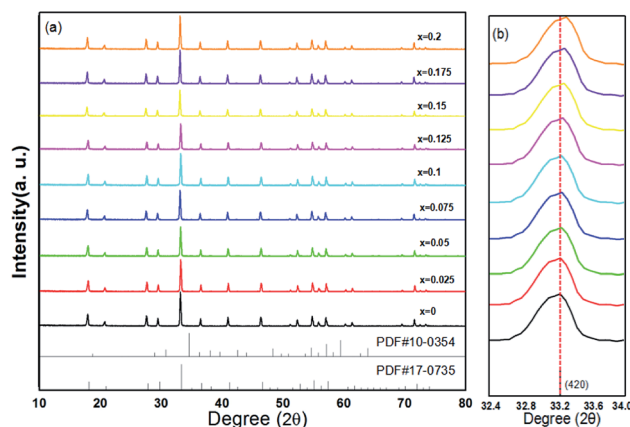 (a)
(b)
x=0.2
x=0.175
x=0.15
x=0.125
x=0.1
x=0.075
x=0.05
x=0.025
x=0
PDF#10-0354
PDF#17-0735
Intensity(a. u.)
10 20 30 40 50 60 70 80
Degree (2θ)
(420)
32.4 32.8 33.2 33.6 34.0
Degree (2θ)